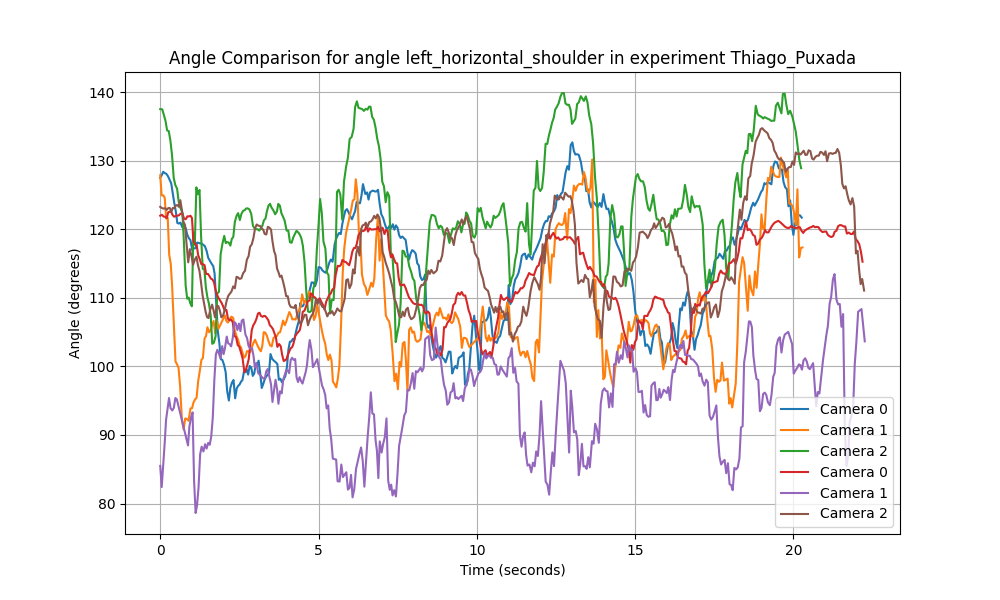 Angle Comparison for angle left_horizontal_shoulder in experiment Thiago_Puxada
Angle (degrees)
140
130
120
110
100
90
80
0
5
10
15
20
Time (seconds)
Camera 0
Camera 1
Camera 2
Camera 0
Camera 1
Camera 2